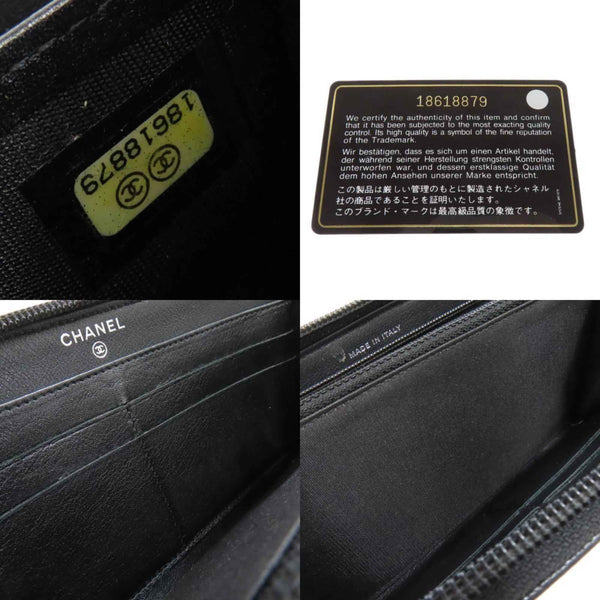 18618879
18618879
We certify the authenticity of this item and confirm
that it has been subjected to the most exacting quality
control. Its high quality is a symbol of the fine reputation
of the Trademark.
Wir bestätigen, dass es sich um einen Artikel handelt,
der während seiner Herstellung strengsten Kontrollen
unterworfen war, und dessen erstklassige Qualität
dem hohen Ansehen unserer Marke entspricht.
この製品は厳しい管理のもとに製造されたシャネル
社の商品であることを証明いたします。
このブランド・マークは最高級品質の象徴です。
CHANEL
MADE IN ITALY